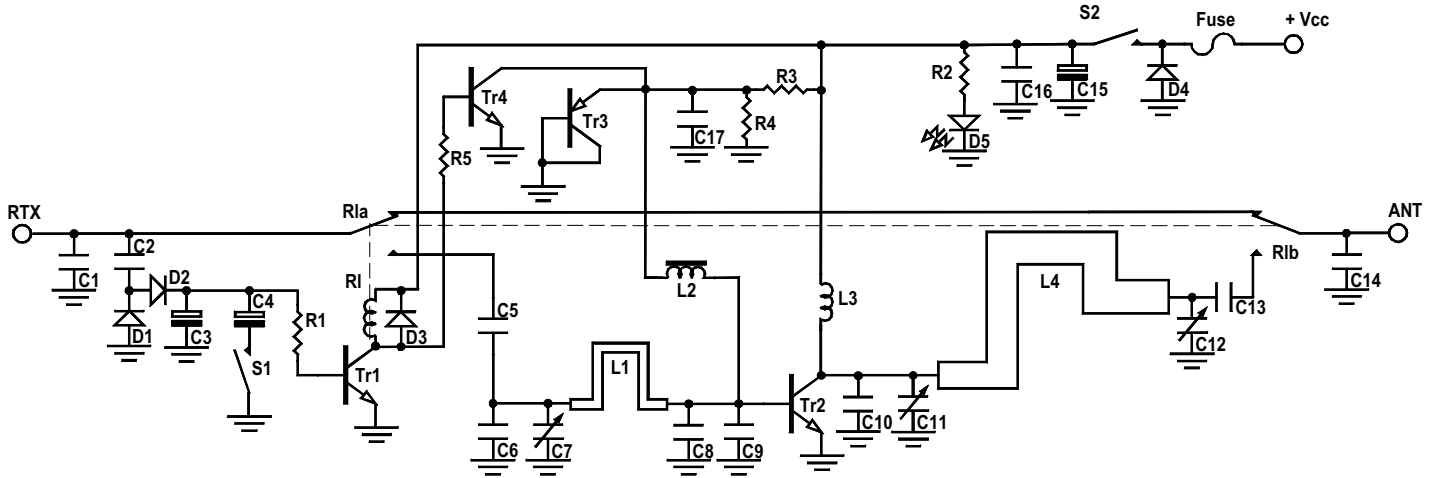 S2
Fuse
+ Vcc
R2
C16
C15
D4
D5
R3
Tr4
Tr3
C17
R4
R5
RTX
Rla
ANT
Rlb
C2
C1
D2
C4
Rl
L2
L3
L4
C14
C13
C12
D1
C3
R1
D3
C5
S1
Tr1
L1
Tr2
C10
C11
C6
C7
C8
C9